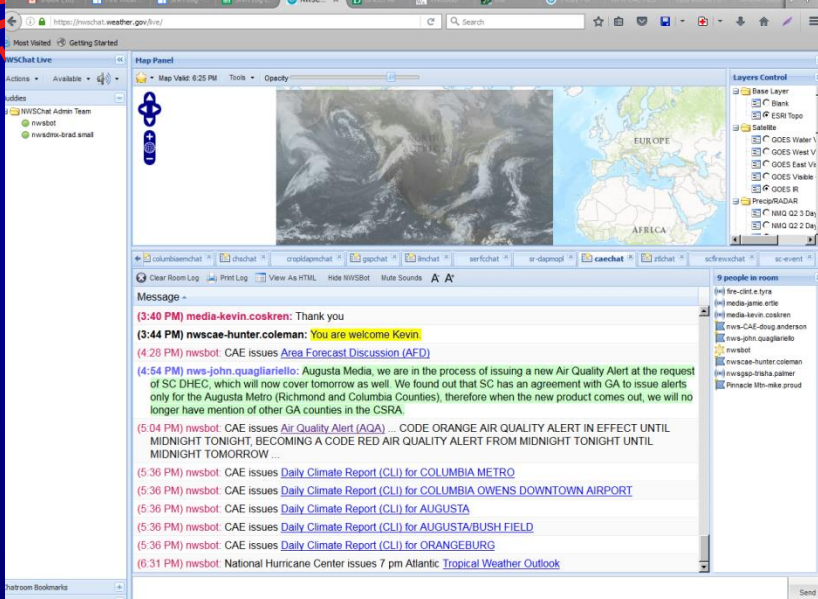 https://nwschat.weather.gov/live/
Search
Most Visited Getting Started
NWSChat Live
Actions Available
Buddies
NWSChat Admin Team
nwsbot
nwsdmx-brad.small
Chatroom Bookmarks
Map Panel
Map Valid: 6:25 PM Tools Opacity
EUROPE
AFRICA
Layers Control
Base Layer
Blank
ESRI Topo
Satellite
GOES Water V
GOES West V
GOES East Vis
GOES Visible
GOES IR
Precip/RADAR
NMQ Q2 3 Day
NMQ Q2 2 Day
columbiaemchat chschat crspldapmchat gspchat ilmchat serfcchat sr-dapmopl caechat ztlchat scfirewxchat sc-event
Clear Room Log Print Log View As HTML Hide NWSBot Mute Sounds A A
Message
(3:40 PM) media-kevin.coskren: Thank you
(3:44 PM) nwscae-hunter.coleman: You are welcome Kevin.
(4:28 PM) nwsbot: CAE issues Area Forecast Discussion (AFD)
(4:54 PM) nws-john.quagliariello: Augusta Media, we are in the process of issuing a new Air Quality Alert at the request
of SC DHEC, which will now cover tomorrow as well. We found out that SC has an agreement with GA to issue alerts
only for the Augusta Metro (Richmond and Columbia Counties), therefore when the new product comes out, we will no
longer have mention of other GA counties in the CSRA.
(5:04 PM) nwsbot: CAE issues Air Quality Alert (AQA) ... CODE ORANGE AIR QUALITY ALERT IN EFFECT UNTIL
MIDNIGHT TONIGHT, BECOMING A CODE RED AIR QUALITY ALERT FROM MIDNIGHT TONIGHT UNTIL
MIDNIGHT TOMORROW ...
(5:36 PM) nwsbot: CAE issues Daily Climate Report (CLI) for COLUMBIA METRO
(5:36 PM) nwsbot: CAE issues Daily Climate Report (CLI) for COLUMBIA OWENS DOWNTOWN AIRPORT
(5:36 PM) nwsbot: CAE issues Daily Climate Report (CLI) for AUGUSTA
(5:36 PM) nwsbot: CAE issues Daily Climate Report (CLI) for AUGUSTA/BUSH FIELD
(5:36 PM) nwsbot: CAE issues Daily Climate Report (CLI) for ORANGEBURG
(6:31 PM) nwsbot: National Hurricane Center issues 7 pm Atlantic Tropical Weather Outlook
9 people in room
fire-clint.e.tyra
media-jamie.ertle
media-kevin.coskren
nws-CAE-doug.anderson
nws-john.quagliariello
nwsbot
nwscae-hunter.coleman
nwsgsp-trisha.palmer
Pinnacle Mtn-mike.proud
Send